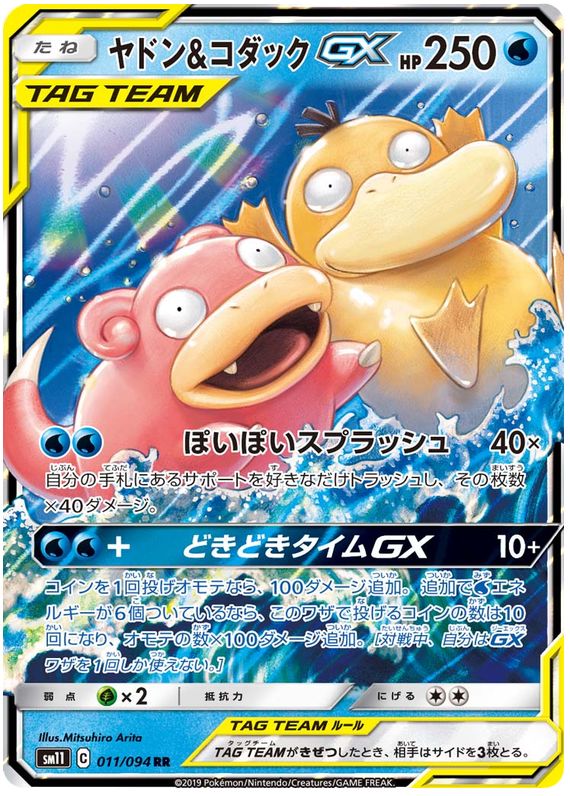 たね
ヤドン&コダックGX HP250
TAG TEAM
ぽいぽいスプラッシュ 40×
自分の手札にあるサポートを好きなだけトラッシュし、その枚数
×40ダメージ。
+ どきどきタイムGX 10+
コインを1回投げオモテなら、100ダメージ追加。追加で エネ
ルギーが6個ついているなら、このワザで投げるコインの数は10
回になり、オモテの数×100ダメージ追加。[対戦中、自分はGX
ワザを1回しか使えない。]
弱点 ×2 抵抗力 にげる
Illus.Mitsuhiro Arita
TAG TEAM ルール
SM11 C 011/094 RR
TAG TEAMがきぜつしたとき、相手はサイドを3枚とる。
©2019 Pokémon/Nintendo/Creatures/GAME FREAK.